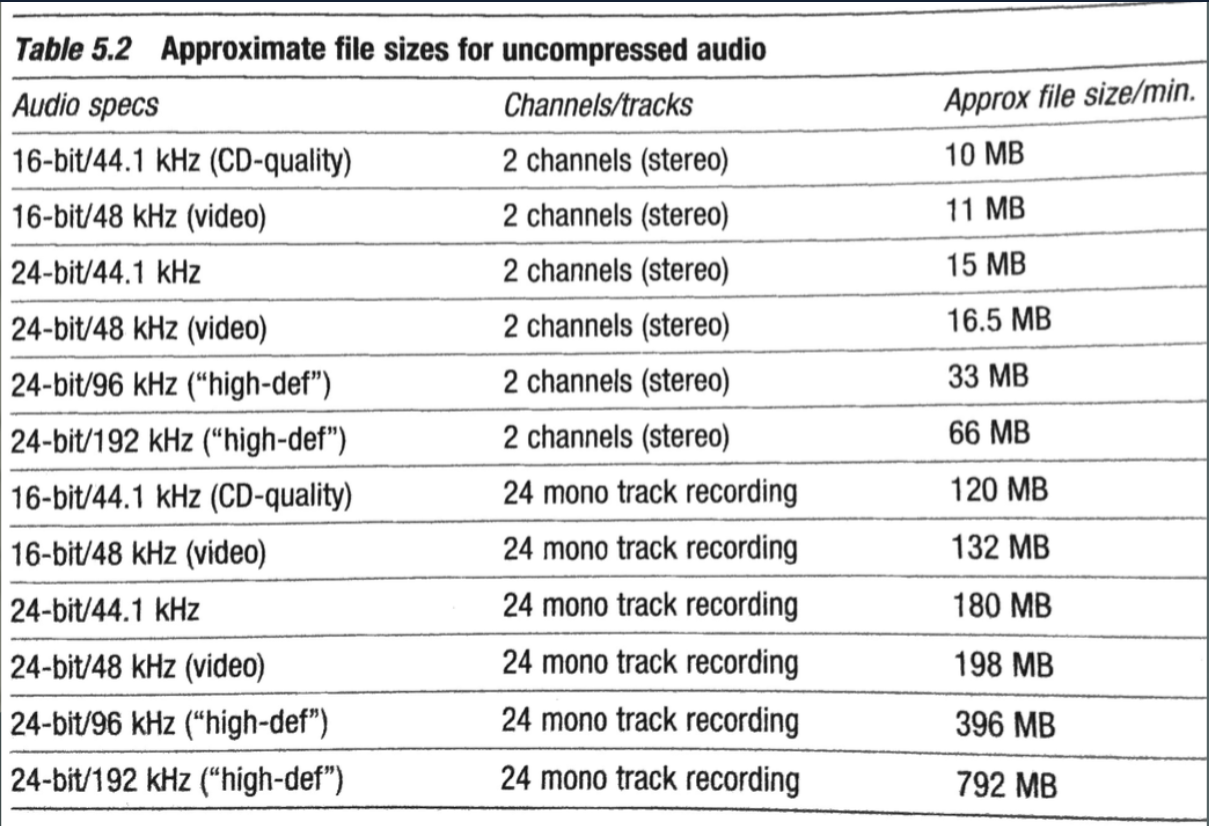 Table 5.2 Approximate file sizes for uncompressed audio
Audio specs Channels/tracks Approx file size/min.
16-bit/44.1 kHz (CD-quality) 2 channels (stereo) 10 MB
16-bit/48 kHz (video) 2 channels (stereo) 11 MB
24-bit/44.1 kHz 2 channels (stereo) 15 MB
24-bit/48 kHz (video) 2 channels (stereo) 16.5 MB
24-bit/96 kHz (“high-def”) 2 channels (stereo) 33 MB
24-bit/192 kHz (“high-def”) 2 channels (stereo) 66 MB
16-bit/44.1 kHz (CD-quality) 24 mono track recording 120 MB
16-bit/48 kHz (video) 24 mono track recording 132 MB
24-bit/44.1 kHz 24 mono track recording 180 MB
24-bit/48 kHz (video) 24 mono track recording 198 MB
24-bit/96 kHz (“high-def”) 24 mono track recording 396 MB
24-bit/192 kHz (“high-def”) 24 mono track recording 792 MB